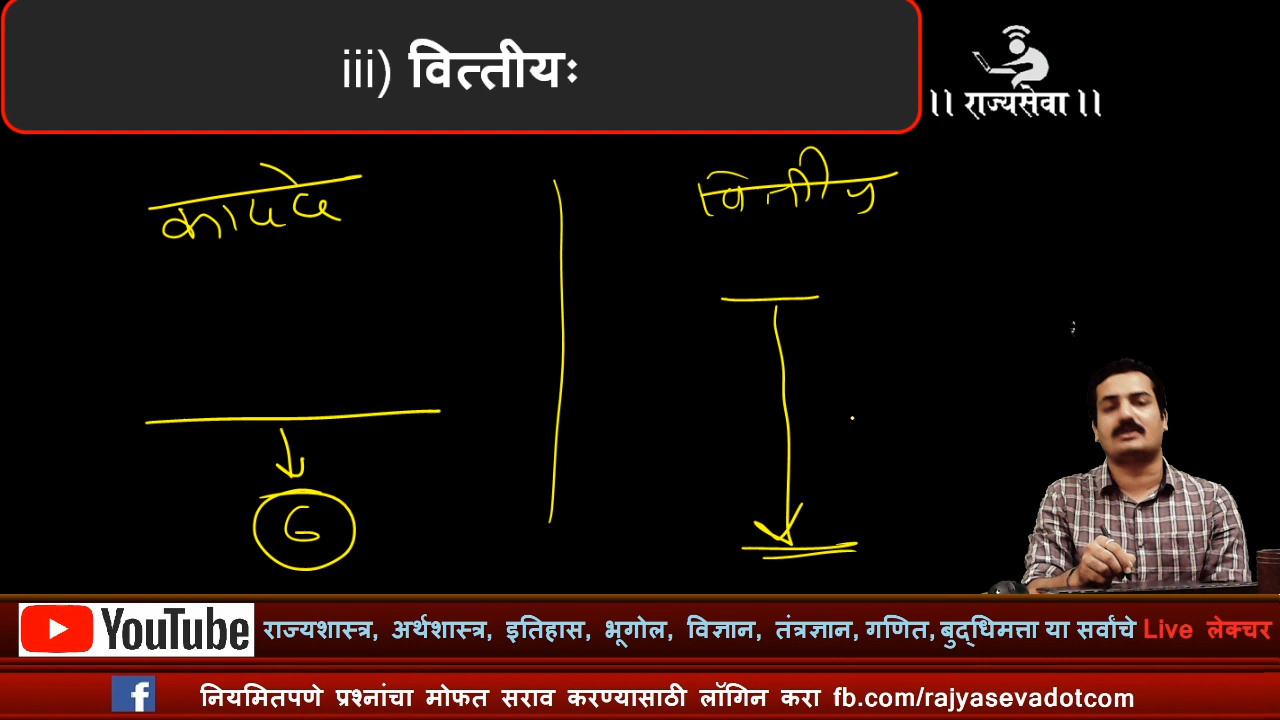 iii) वित्तीयः
।। राज्यसेवा ।।
कायदे
वित्तीय
G
YouTube राज्यशास्त्र, अर्थशास्त्र, इतिहास, भूगोल, विज्ञान, तंत्रज्ञान, गणित, बुद्धिमत्ता या सर्वांचे Live लेक्चर
f नियमितपणे प्रश्नांचा मोफत सराव करण्यासाठी लॉगिन करा fb.com/rajyasevadotcom